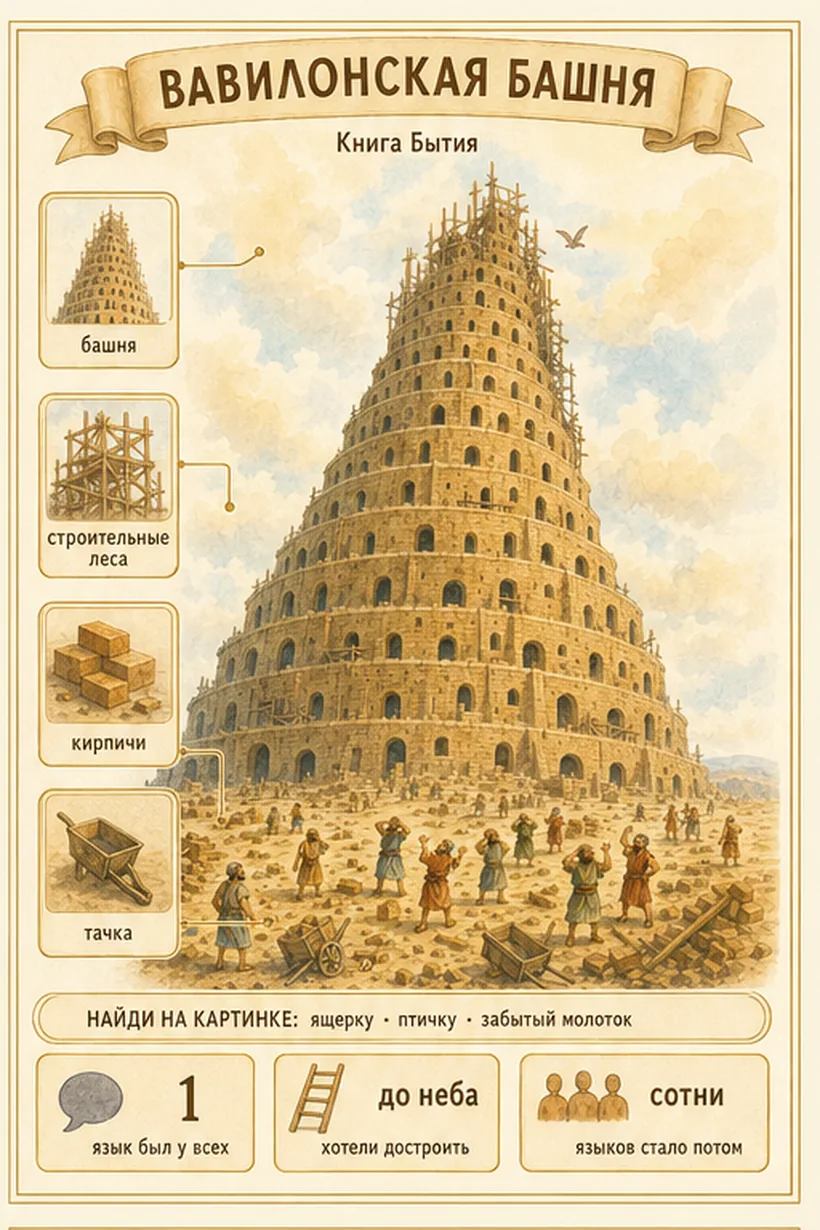 ВАВИЛОНСКАЯ БАШНЯ
Книга Бытия
башня
строительные
леса
кирпичи
тачка
НАЙДИ НА КАРТИНКЕ: ящерку · птичку · забытый молоток
1
язык был у всех
до неба
хотели достроить
сотни
языков стало потом